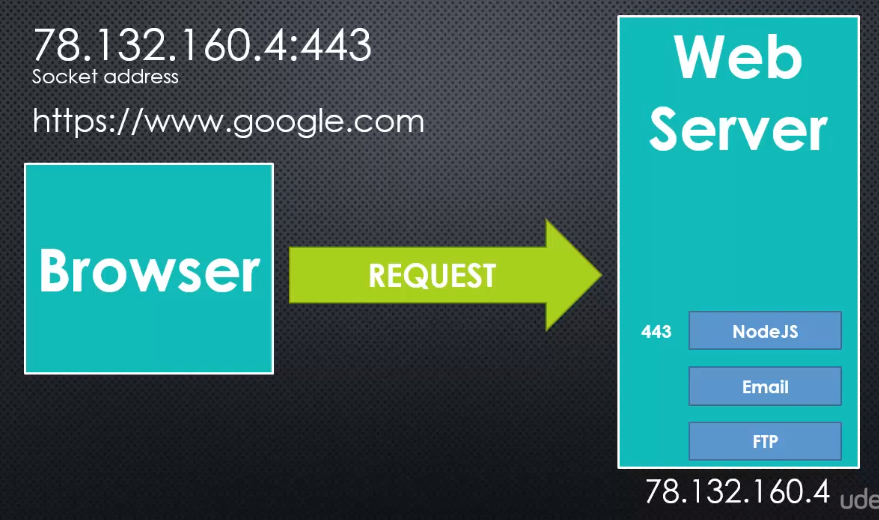 78.132.160.4:443
Socket address
https://www.google.com
Browser
REQUEST
Web
Server
443 NodeJS
Email
FTP
78.132.160.4